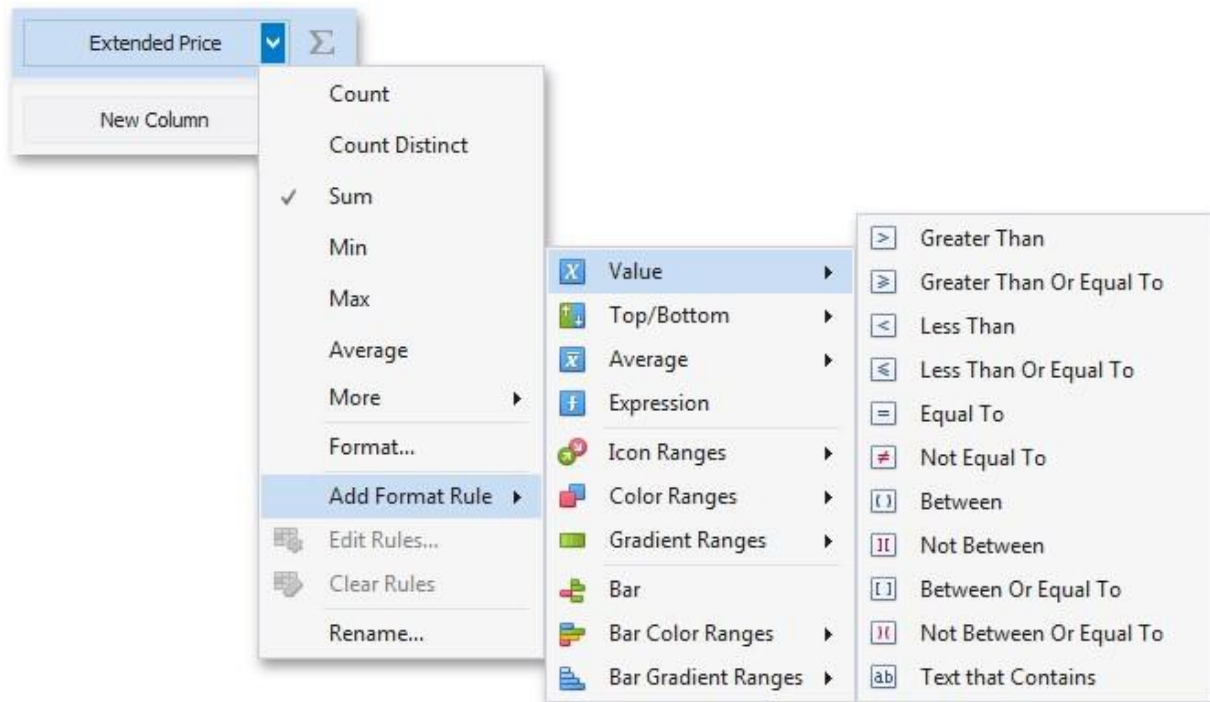 Extended Price
New Column
Count
Count Distinct
Sum
Min
Max
Average
More
Format...
Add Format Rule
Edit Rules...
Clear Rules
Rename...
Value
Top/Bottom
Average
Expression
Icon Ranges
Color Ranges
Gradient Ranges
Bar
Bar Color Ranges
Bar Gradient Ranges
Greater Than
Greater Than Or Equal To
Less Than
Less Than Or Equal To
Equal To
Not Equal To
Between
Not Between
Between Or Equal To
Not Between Or Equal To
Text that Contains